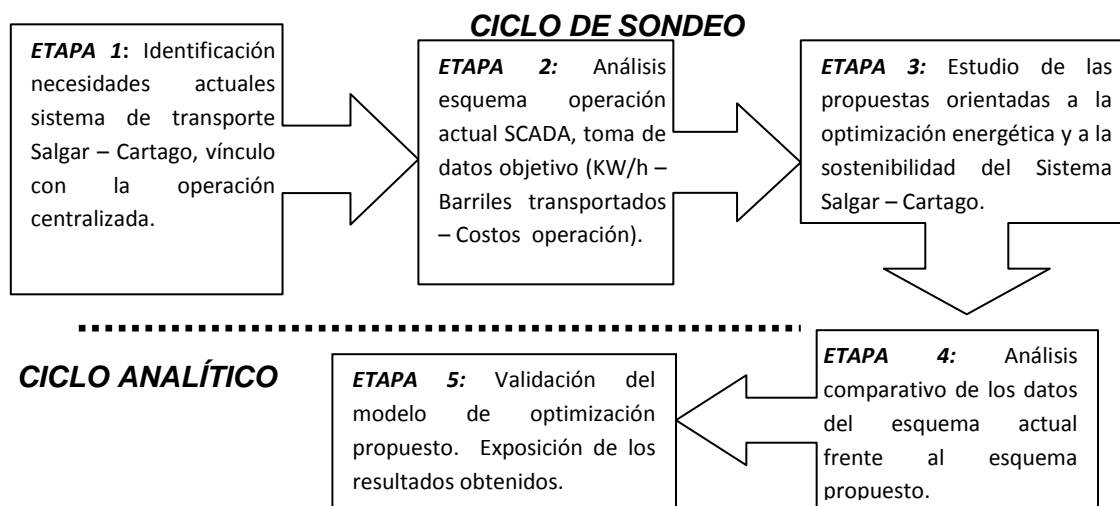 CICLO DE SONDEO
ETAPA 1: Identificación
necesidades actuales
sistema de transporte
Salgar – Cartago, vínculo
con la operación
centralizada.
ETAPA 2: Análisis
esquema operación
actual SCADA, toma de
datos objetivo (KW/h –
Barriles transportados
– Costos operación).
ETAPA 3: Estudio de las
propuestas orientadas a la
optimización energética y a la
sostenibilidad del Sistema
Salgar – Cartago.
CICLO ANALÍTICO
ETAPA 4: Análisis
comparativo de los datos
del esquema actual
frente al esquema
propuesto.
ETAPA 5: Validación del
modelo de optimización
propuesto. Exposición de los
resultados obtenidos.